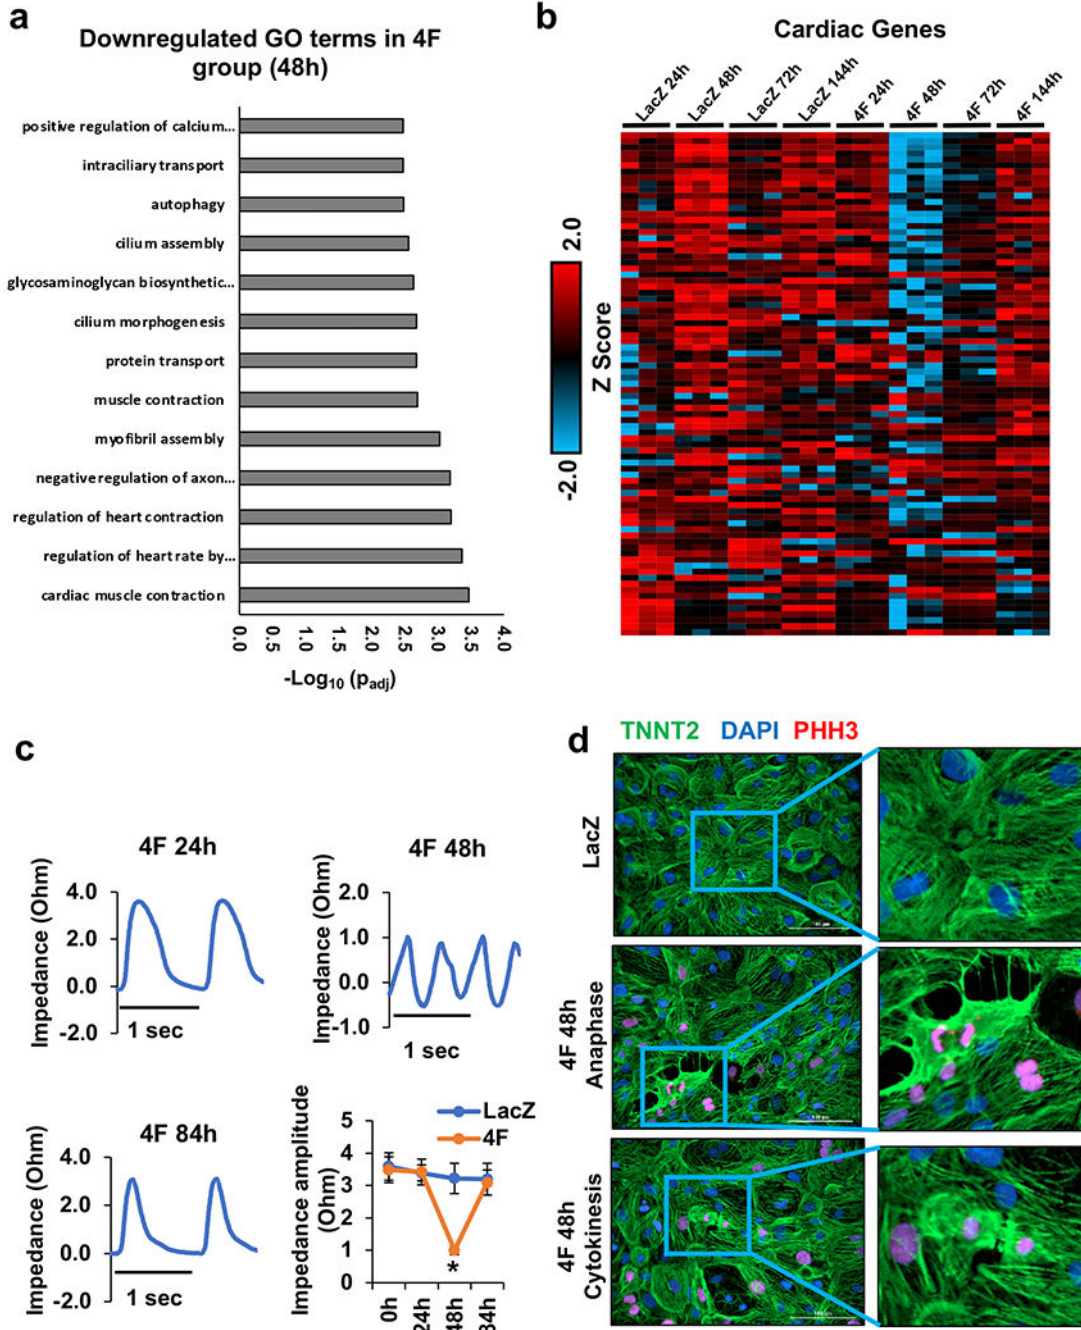 a
Downregulated GO terms in 4F
group (48h)
positive regulation of calcium...
intraciliary transport
autophagy
cilium assembly
glycosaminoglycan biosynthetic...
cilium morphogenesis
protein transport
muscle contraction
myofibril assembly
negative regulation of axon...
regulation of heart contraction
regulation of heart rate by...
cardiac muscle contraction
0.0
0.5
1.0
1.5
2.0
2.5
3.0
3.5
4.0
-Log10 (padj)
b
Cardiac Genes
LacZ 24h
LacZ 48h
LacZ 72h
LacZ 144h
4F 24h
4F 48h
4F 72h
4F 144h
2.0
Z Score
-2.0
c
4F 24h
Impedance (Ohm)
4.0
2.0
0.0
-2.0
1 sec
4F 48h
Impedance (Ohm)
2.0
1.0
0.0
-1.0
1 sec
4F 84h
Impedance (Ohm)
4.0
2.0
0.0
-2.0
1 sec
Impedance amplitude
(Ohm)
LacZ
4F
5
4
3
2
1
0
*
0h
24h
48h
84h
d
TNNT2 DAPI PHH3
LacZ
4F 48h
Anaphase
4F 48h
Cytokinesis